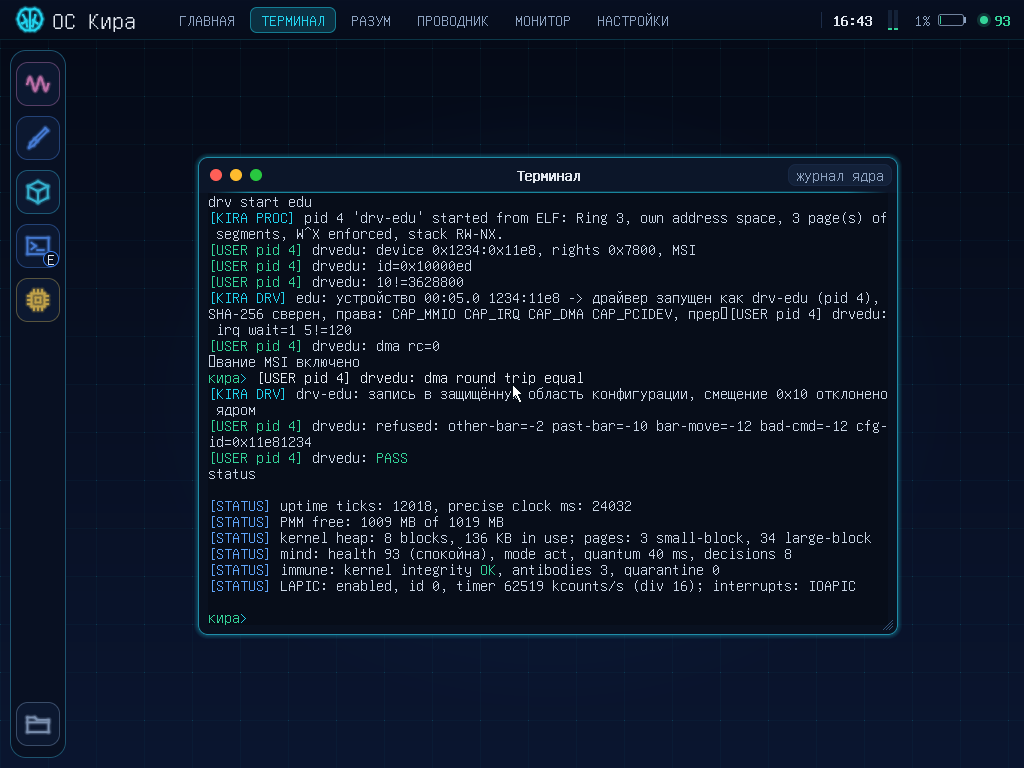 ОС Кира ГЛАВНАЯ ТЕРМИНАЛ РАЗУМ ПРОВОДНИК МОНИТОР НАСТРОЙКИ 16:43 1% 93
E
Терминал журнал ядра
drv start edu
[KIRA PROC] pid 4 'drv-edu' started from ELF: Ring 3, own address space, 3 page(s) of
segments, W^X enforced, stack RW-NX.
[USER pid 4] drvedu: device 0x1234:0x11e8, rights 0x7800, MSI
[USER pid 4] drvedu: id=0x10000ed
[USER pid 4] drvedu: 10!=3628800
[KIRA DRV] edu: устройство 00:05.0 1234:11e8 -> драйвер запущен как drv-edu (pid 4),
SHA-256 сверен, права: CAP_MMIO CAP_IRQ CAP_DMA CAP_PCIDEV, прер▯[USER pid 4] drvedu:
irq wait=1 5!=120
[USER pid 4] drvedu: dma rc=0
▯вание MSI включено
кира> [USER pid 4] drvedu: dma round trip equal
[KIRA DRV] drv-edu: запись в защищённую область конфигурации, смещение 0x10 отклонено
ядром
[USER pid 4] drvedu: refused: other-bar=-2 past-bar=-10 bar-move=-12 bad-cmd=-12 cfg-
id=0x11e81234
[USER pid 4] drvedu: PASS
status
[STATUS] uptime ticks: 12018, precise clock ms: 24032
[STATUS] PMM free: 1009 MB of 1019 MB
[STATUS] kernel heap: 8 blocks, 136 KB in use; pages: 3 small-block, 34 large-block
[STATUS] mind: health 93 (спокойна), mode act, quantum 40 ms, decisions 8
[STATUS] immune: kernel integrity OK, antibodies 3, quarantine 0
[STATUS] LAPIC: enabled, id 0, timer 62519 kcounts/s (div 16); interrupts: IOAPIC
кира>